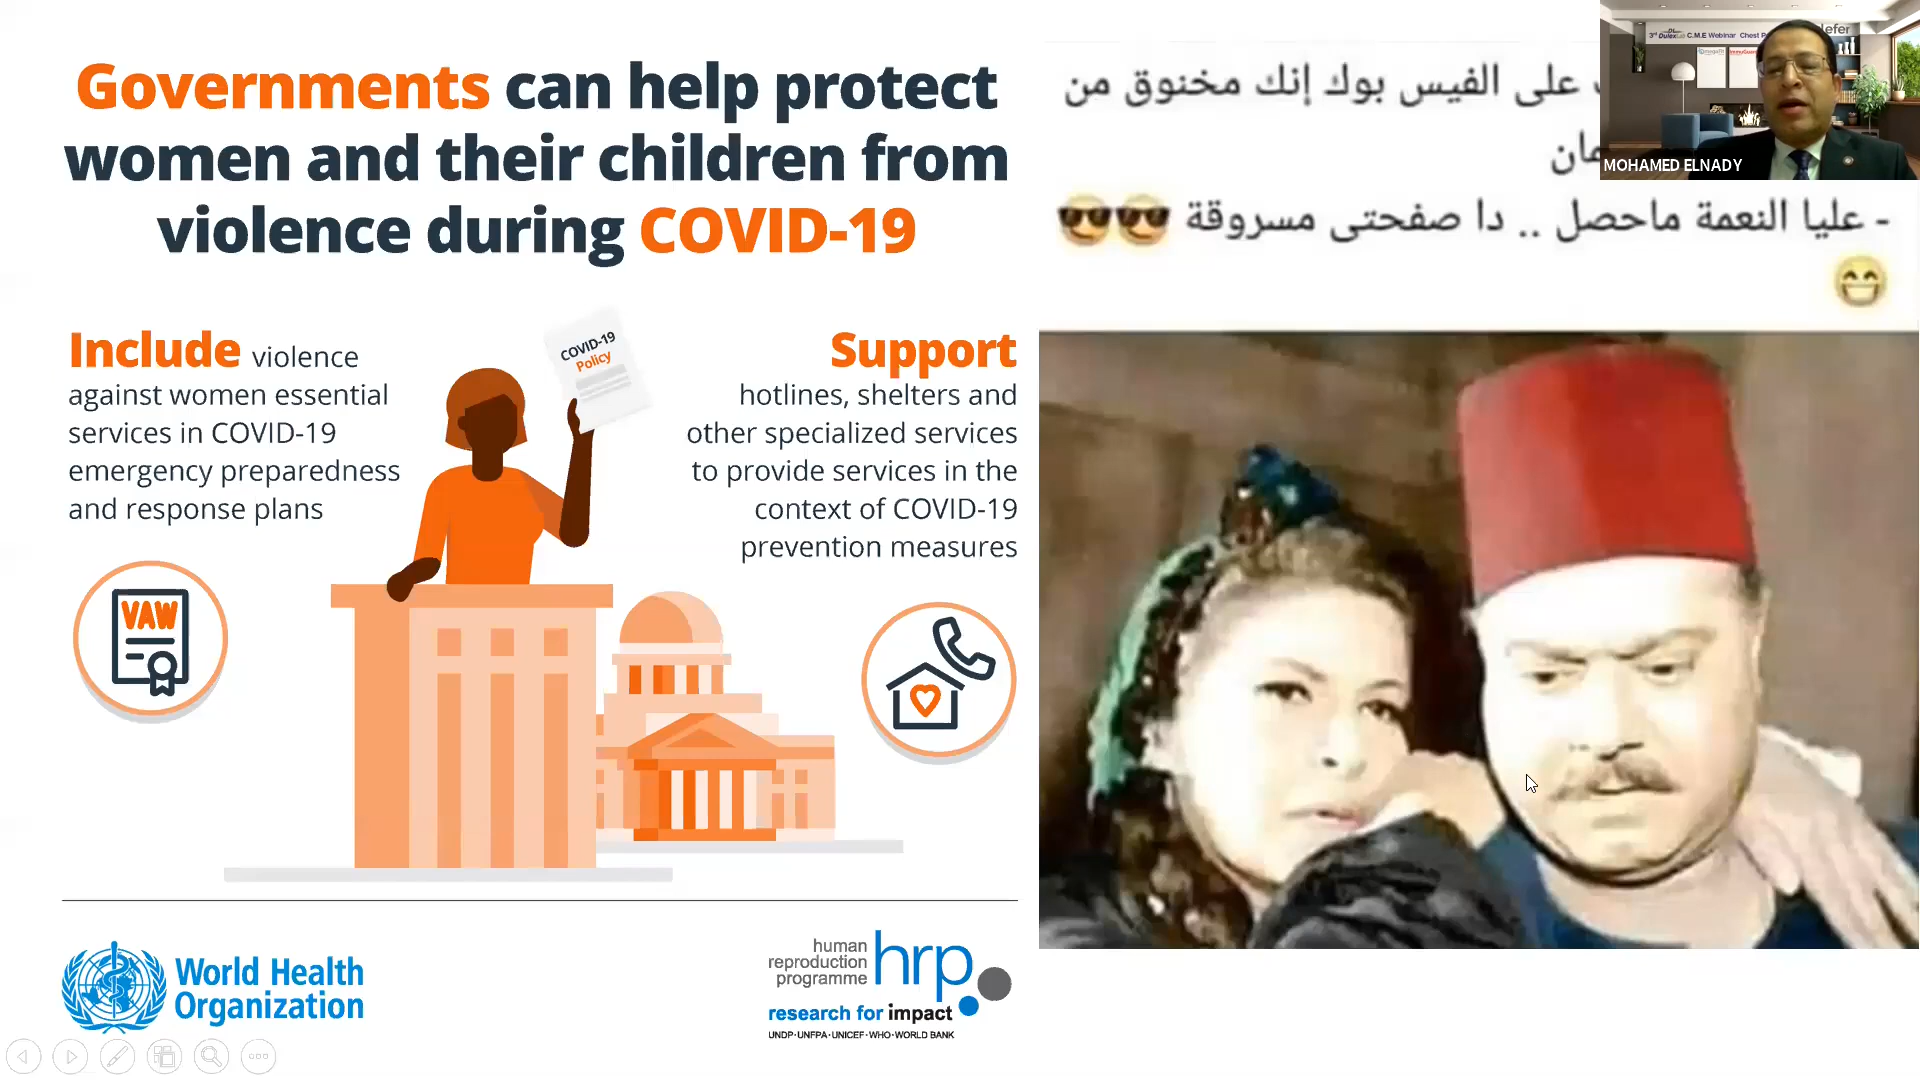 Governments can help protect
women and their children from
violence during COVID-19
Include violence
against women essential
services in COVID-19
emergency preparedness
and response plans
COVID-19
Policy
Support
hotlines, shelters and
other specialized services
to provide services in the
context of COVID-19
prevention measures
VAW
World Health
Organization
human
reproduction
programme
hrp
research for impact
UNDP·UNFPA·UNICEF·WHO·WORLD BANK
على الفيس بوك إنك مخنوق من
- عليا النعمة ماحصل .. دا صفحتى مسروقة 😎😎
😁
3rd C.M.E Webinar Chest
MOHAMED ELNADY